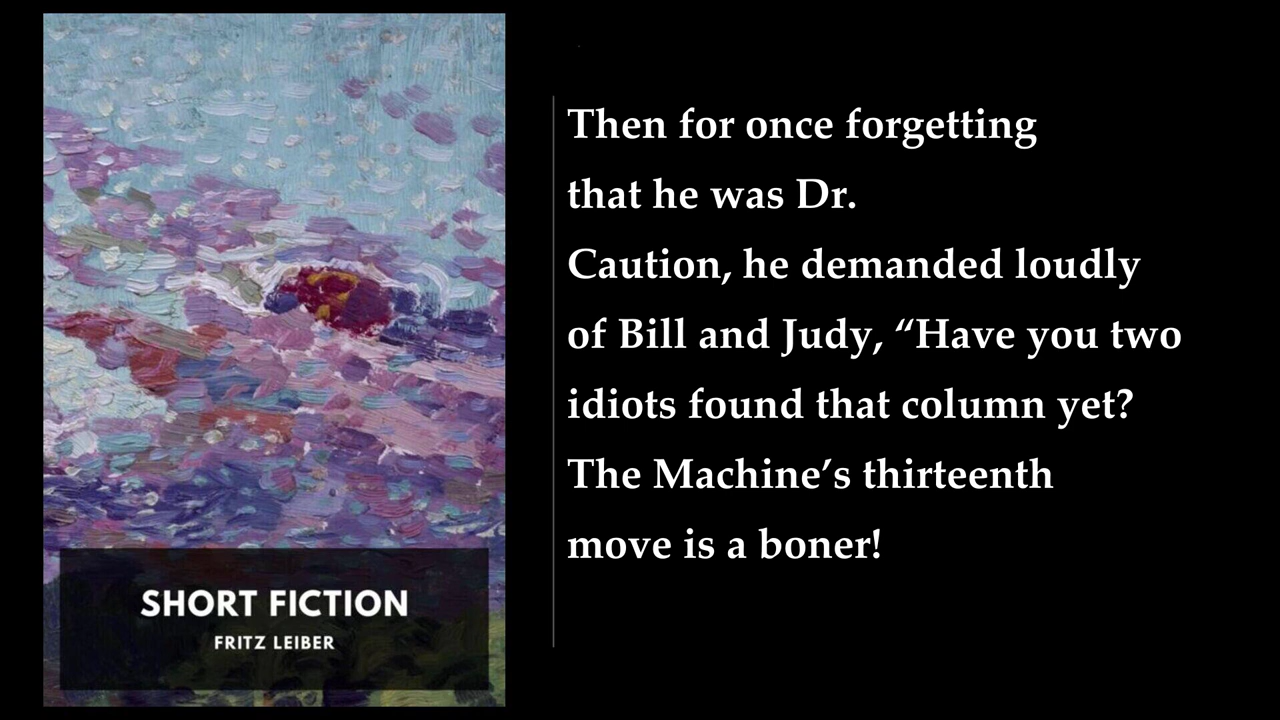 Then for once forgetting
that he was Dr.
Caution, he demanded loudly
of Bill and Judy, “Have you two
idiots found that column yet?
The Machine’s thirteenth
move is a boner!
SHORT FICTION
FRITZ LEIBER